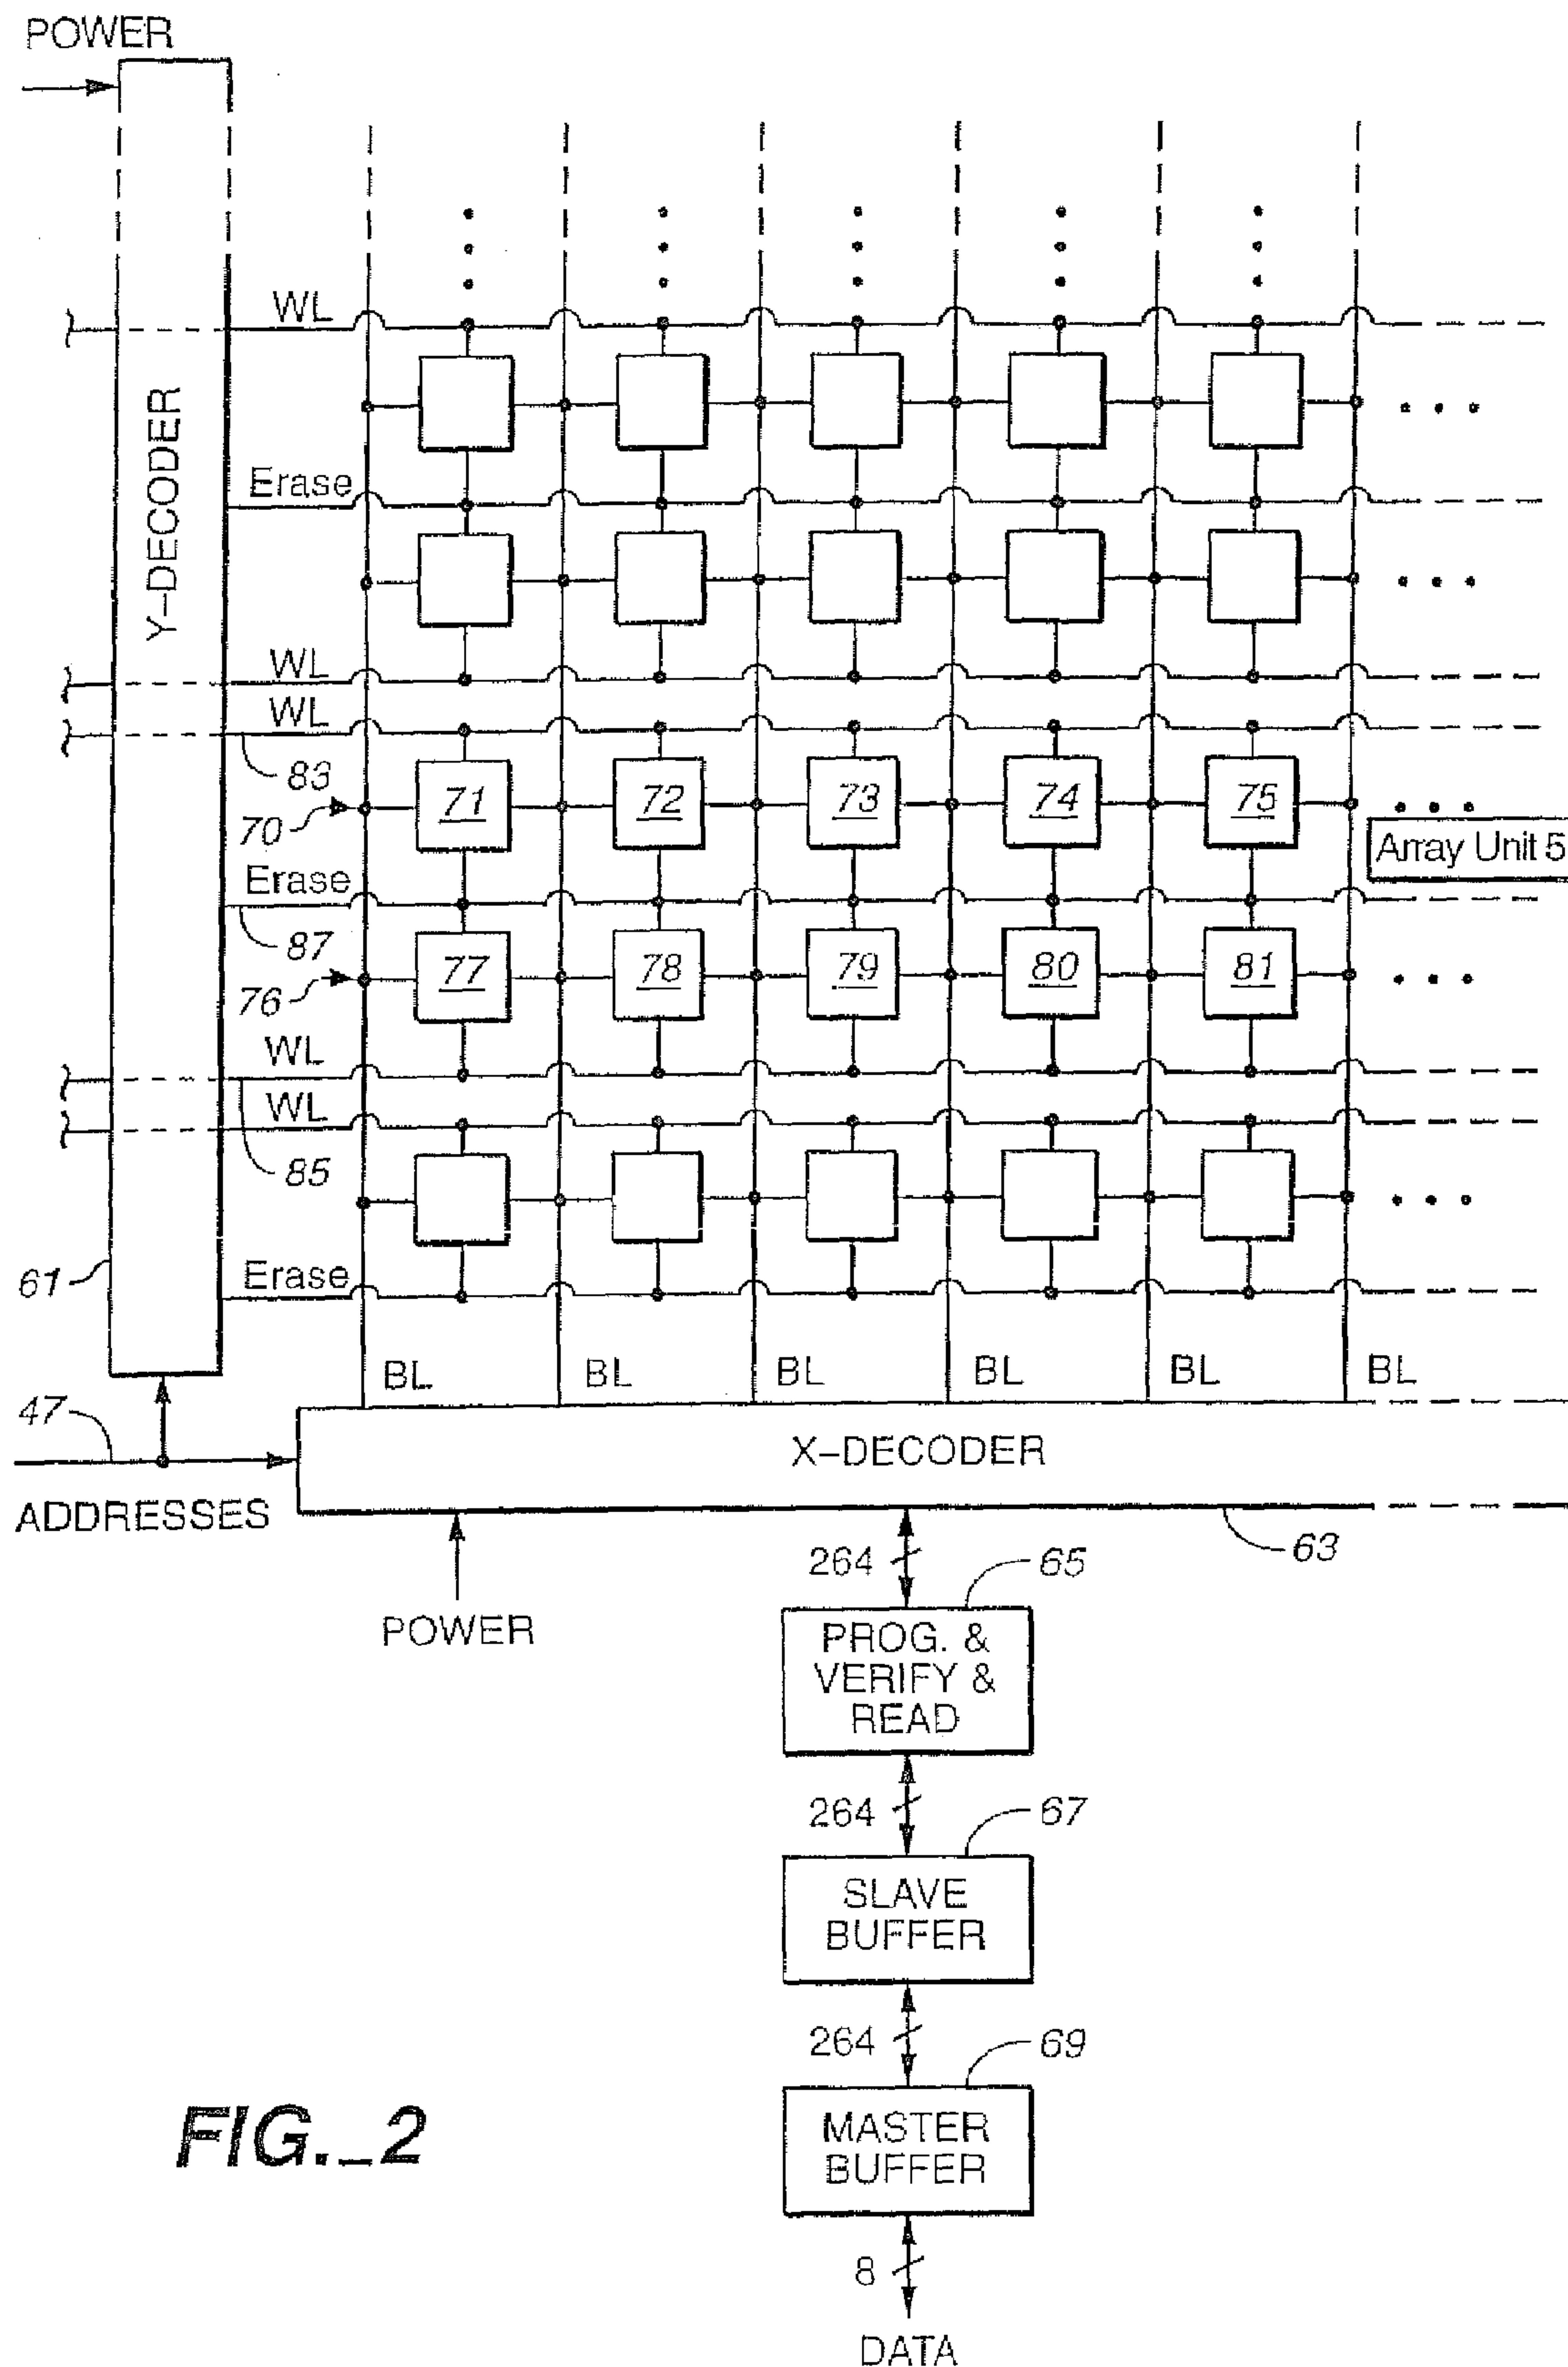 POWER
Y-DECODER
WL
Erase
WL
WL
83
70
71
72
73
74
75
Array Unit 5
Erase
87
76
77
78
79
80
81
WL
WL
85
61
Erase
BL
BL
BL
BL
BL
BL
47
X-DECODER
ADDRESSES
63
POWER
264
65
PROG. &
VERIFY &
READ
264
67
SLAVE
BUFFER
264
69
MASTER
BUFFER
FIG._2
8
DATA